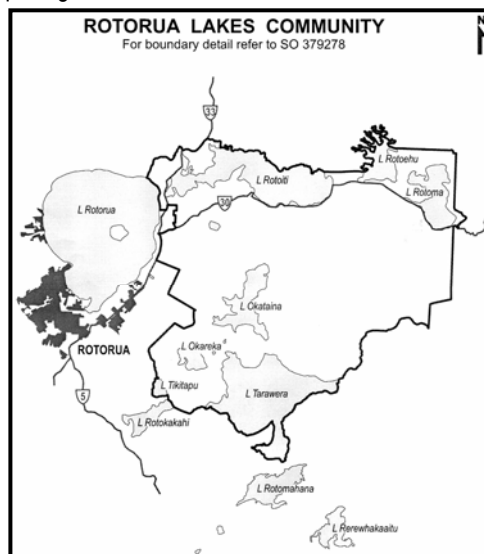 ROTORUA LAKES COMMUNITY
For boundary detail refer to SO 379278
N
33
L Rotoehu
L Rotoiti
L Rotoma
30
L Rotorua
L Okataina
ROTORUA
L Okareka
L Tikitapu
L Tarawera
5
L Rotokakahi
L Rotomahana
L Rerewhakaaitu